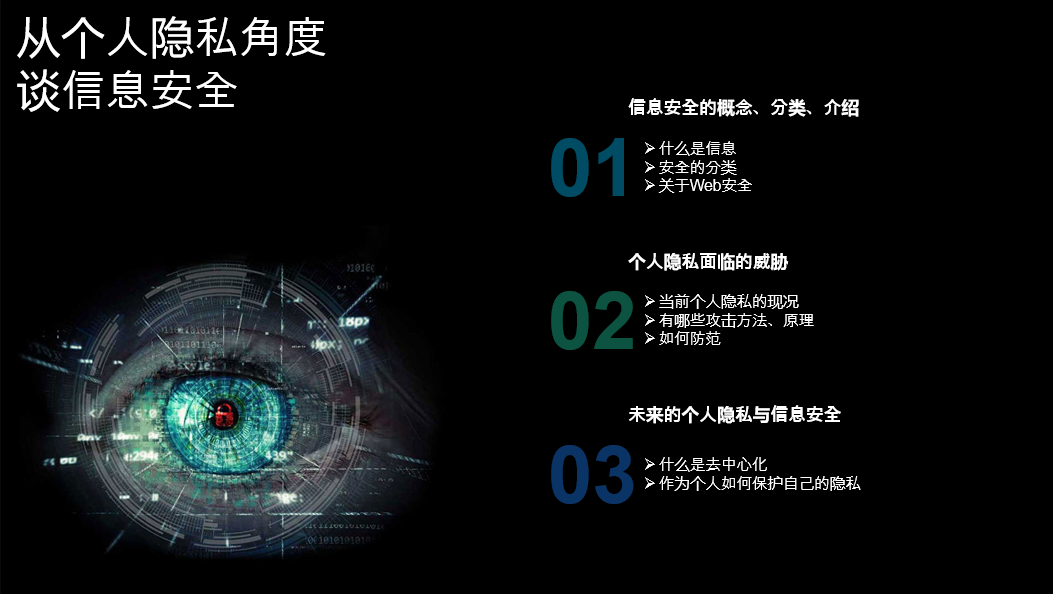 从个人隐私角度
谈信息安全
信息安全的概念、分类、介绍
01
什么是信息
安全的分类
关于Web安全
个人隐私面临的威胁
02
当前个人隐私的现况
有哪些攻击方法、原理
如何防范
未来的个人隐私与信息安全
03
什么是去中心化
作为个人如何保护自己的隐私